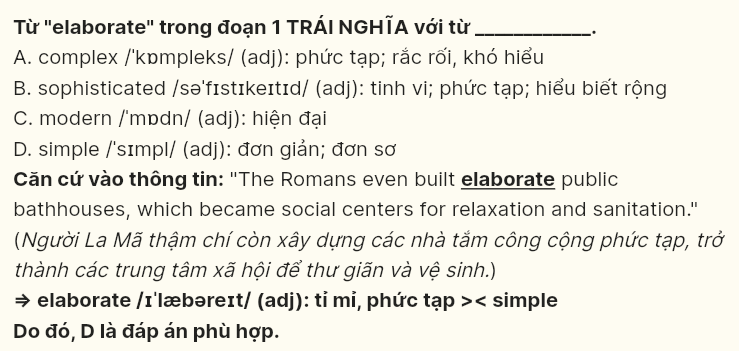 Từ "elaborate" trong đoạn 1 TRÁI NGHĨA với từ ____________.
A. complex /ˈkɒmpleks/ (adj): phức tạp; rắc rối, khó hiểu
B. sophisticated /səˈfɪstɪkeɪtɪd/ (adj): tinh vi; phức tạp; hiểu biết rộng
C. modern /ˈmɒdn/ (adj): hiện đại
D. simple /ˈsɪmpl/ (adj): đơn giản; đơn sơ
Căn cứ vào thông tin: "The Romans even built elaborate public
bathhouses, which became social centers for relaxation and sanitation."
(Người La Mã thậm chí còn xây dựng các nhà tắm công cộng phức tạp, trở
thành các trung tâm xã hội để thư giãn và vệ sinh.)
⇒ elaborate /ɪˈlæbəreɪt/ (adj): tỉ mỉ, phức tạp >< simple
Do đó, D là đáp án phù hợp.